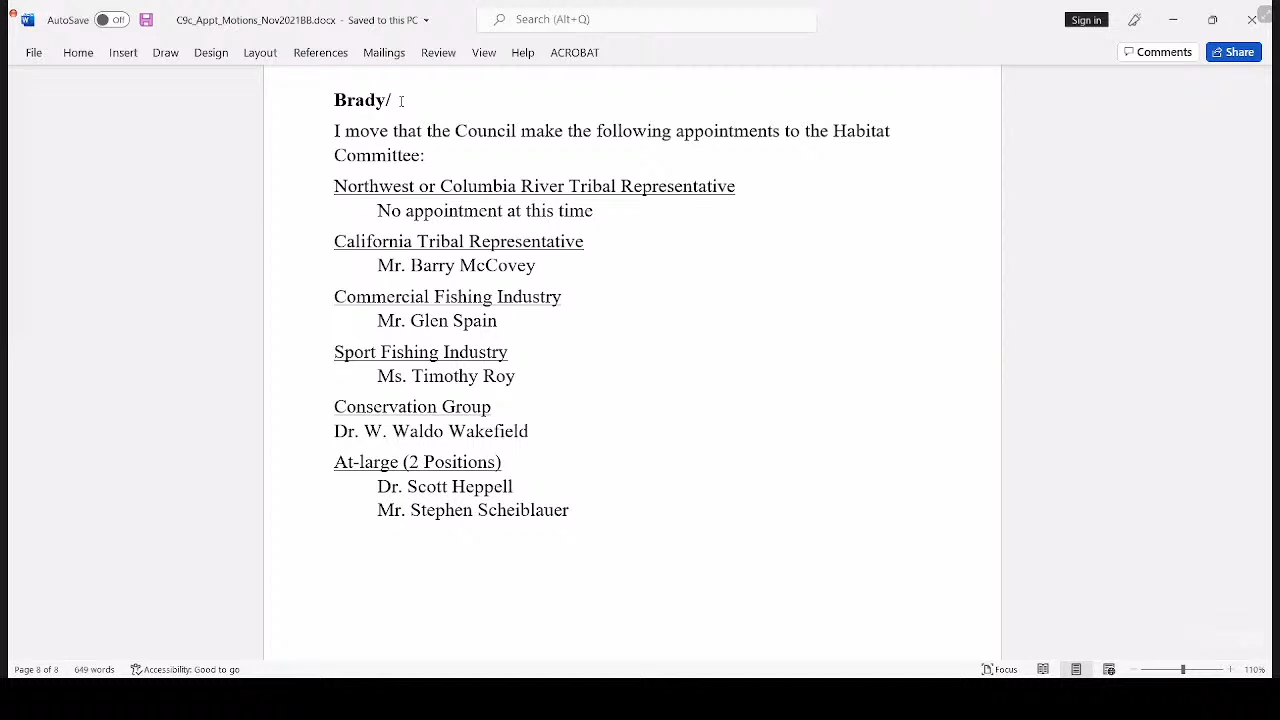 AutoSave Off C9c_Appt_Motions_Nov2021BB.docx • Saved to this PC Search (Alt+Q) Sign in
File Home Insert Draw Design Layout References Mailings Review View Help ACROBAT Comments Share
Brady/
I move that the Council make the following appointments to the Habitat
Committee:
Northwest or Columbia River Tribal Representative
No appointment at this time
California Tribal Representative
Mr. Barry McCovey
Commercial Fishing Industry
Mr. Glen Spain
Sport Fishing Industry
Ms. Timothy Roy
Conservation Group
Dr. W. Waldo Wakefield
At-large (2 Positions)
Dr. Scott Heppell
Mr. Stephen Scheiblauer
Page 8 of 8 649 words Accessibility: Good to go Focus 110%